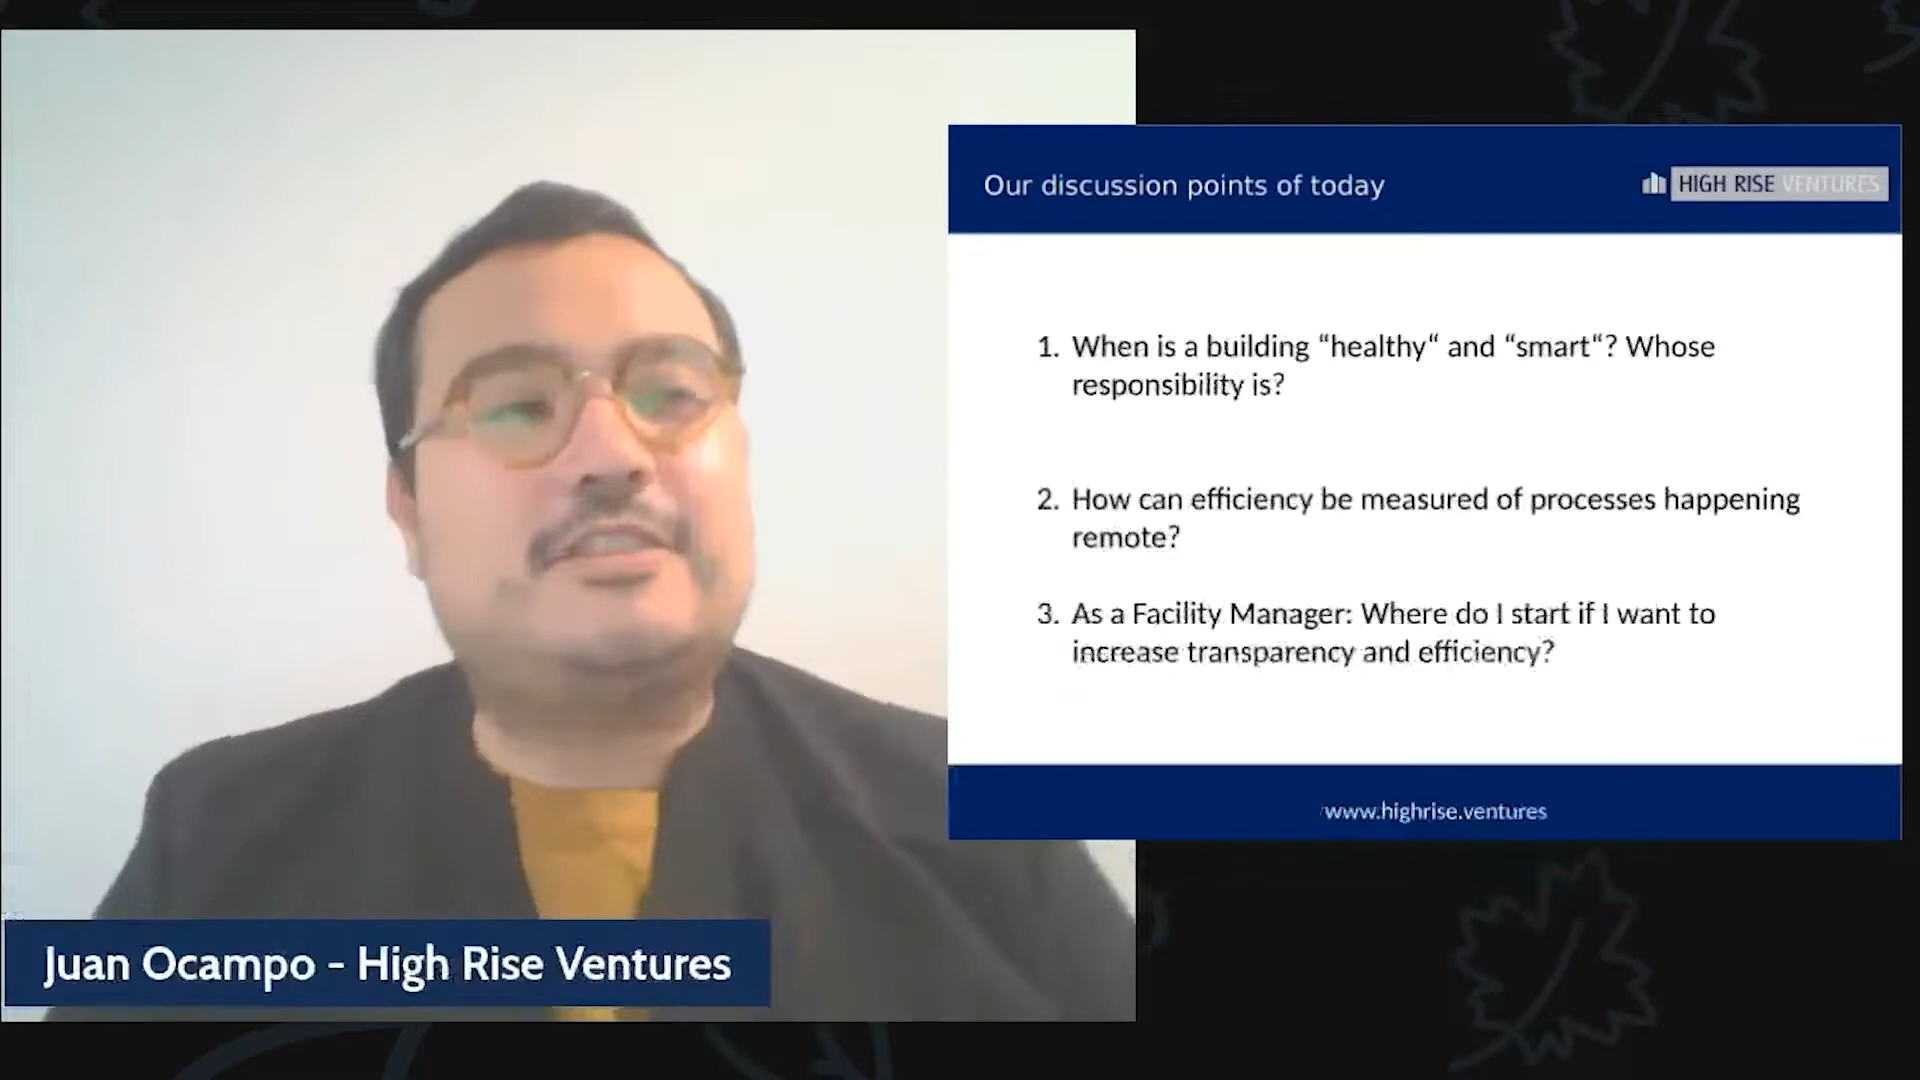 Our discussion points of today
HIGH RISE VENTURES
1. When is a building “healthy“ and “smart“? Whose
responsibility is?
2. How can efficiency be measured of processes happening
remote?
3. As a Facility Manager: Where do I start if I want to
increase transparency and efficiency?
www.highrise.ventures
Juan Ocampo - High Rise Ventures